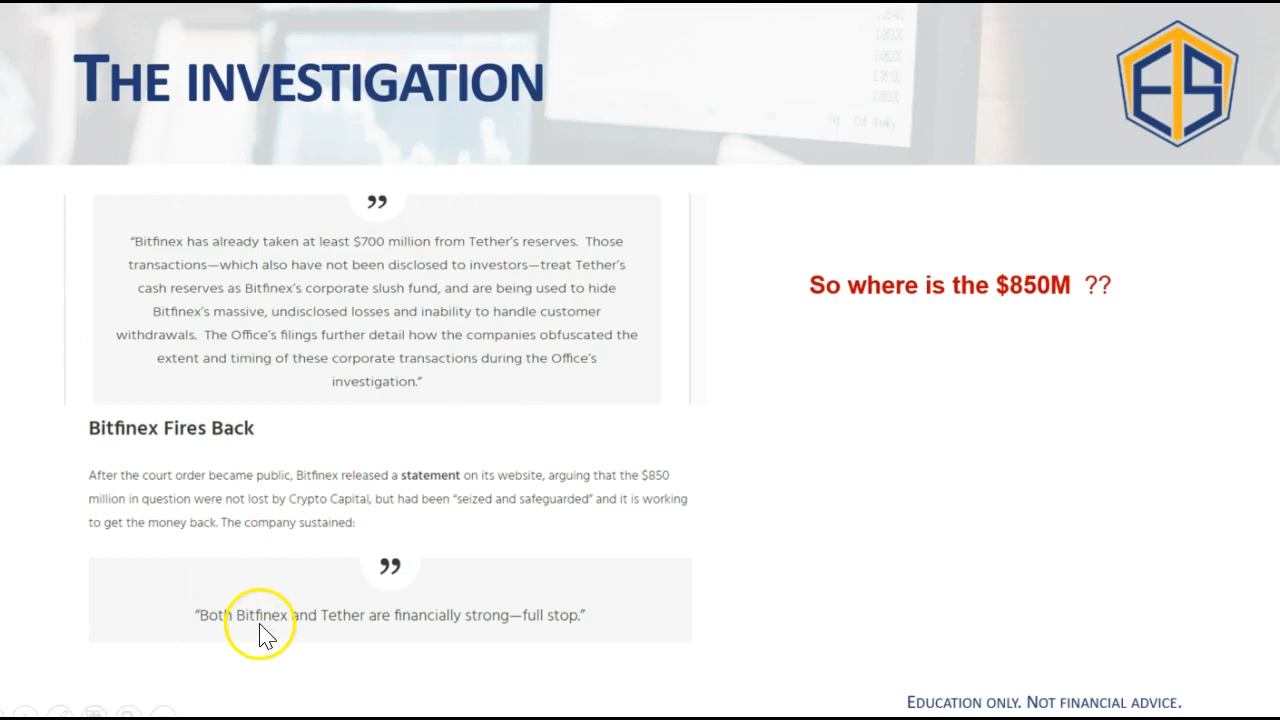 THE INVESTIGATION
ES
”
“Bitfinex has already taken at least $700 million from Tether’s reserves. Those
transactions—which also have not been disclosed to investors—treat Tether’s
cash reserves as Bitfinex’s corporate slush fund, and are being used to hide
Bitfinex’s massive, undisclosed losses and inability to handle customer
withdrawals. The Office’s filings further detail how the companies obfuscated the
extent and timing of these corporate transactions during the Office’s
investigation.”
So where is the $850M ??
Bitfinex Fires Back
After the court order became public, Bitfinex released a statement on its website, arguing that the $850
million in question were not lost by Crypto Capital, but had been “seized and safeguarded” and it is working
to get the money back. The company sustained:
”
“Both Bitfinex and Tether are financially strong—full stop.”
EDUCATION ONLY. NOT FINANCIAL ADVICE.